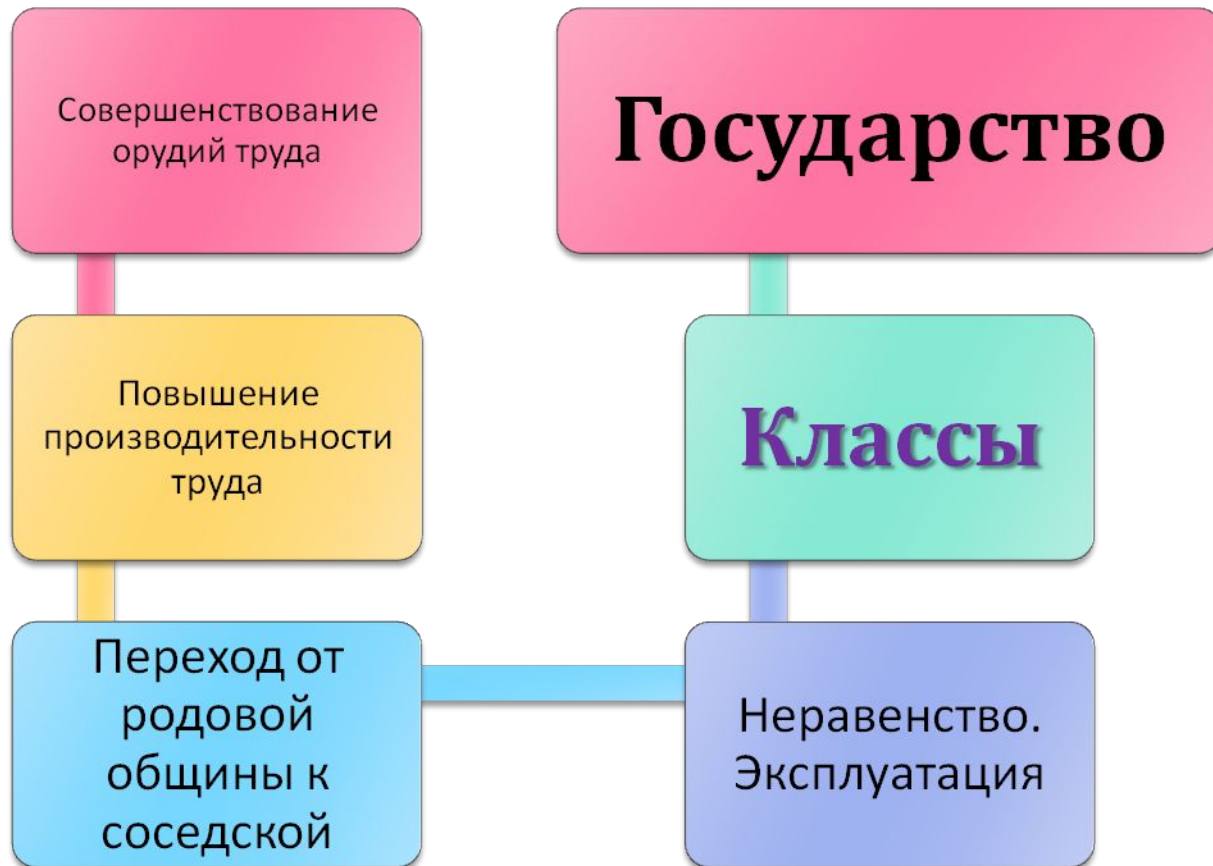 Совершенствование
орудий труда
Повышение
производительности
труда
Переход от
родовой
общины к
соседской
Неравенство.
Эксплуатация
Классы
Государство